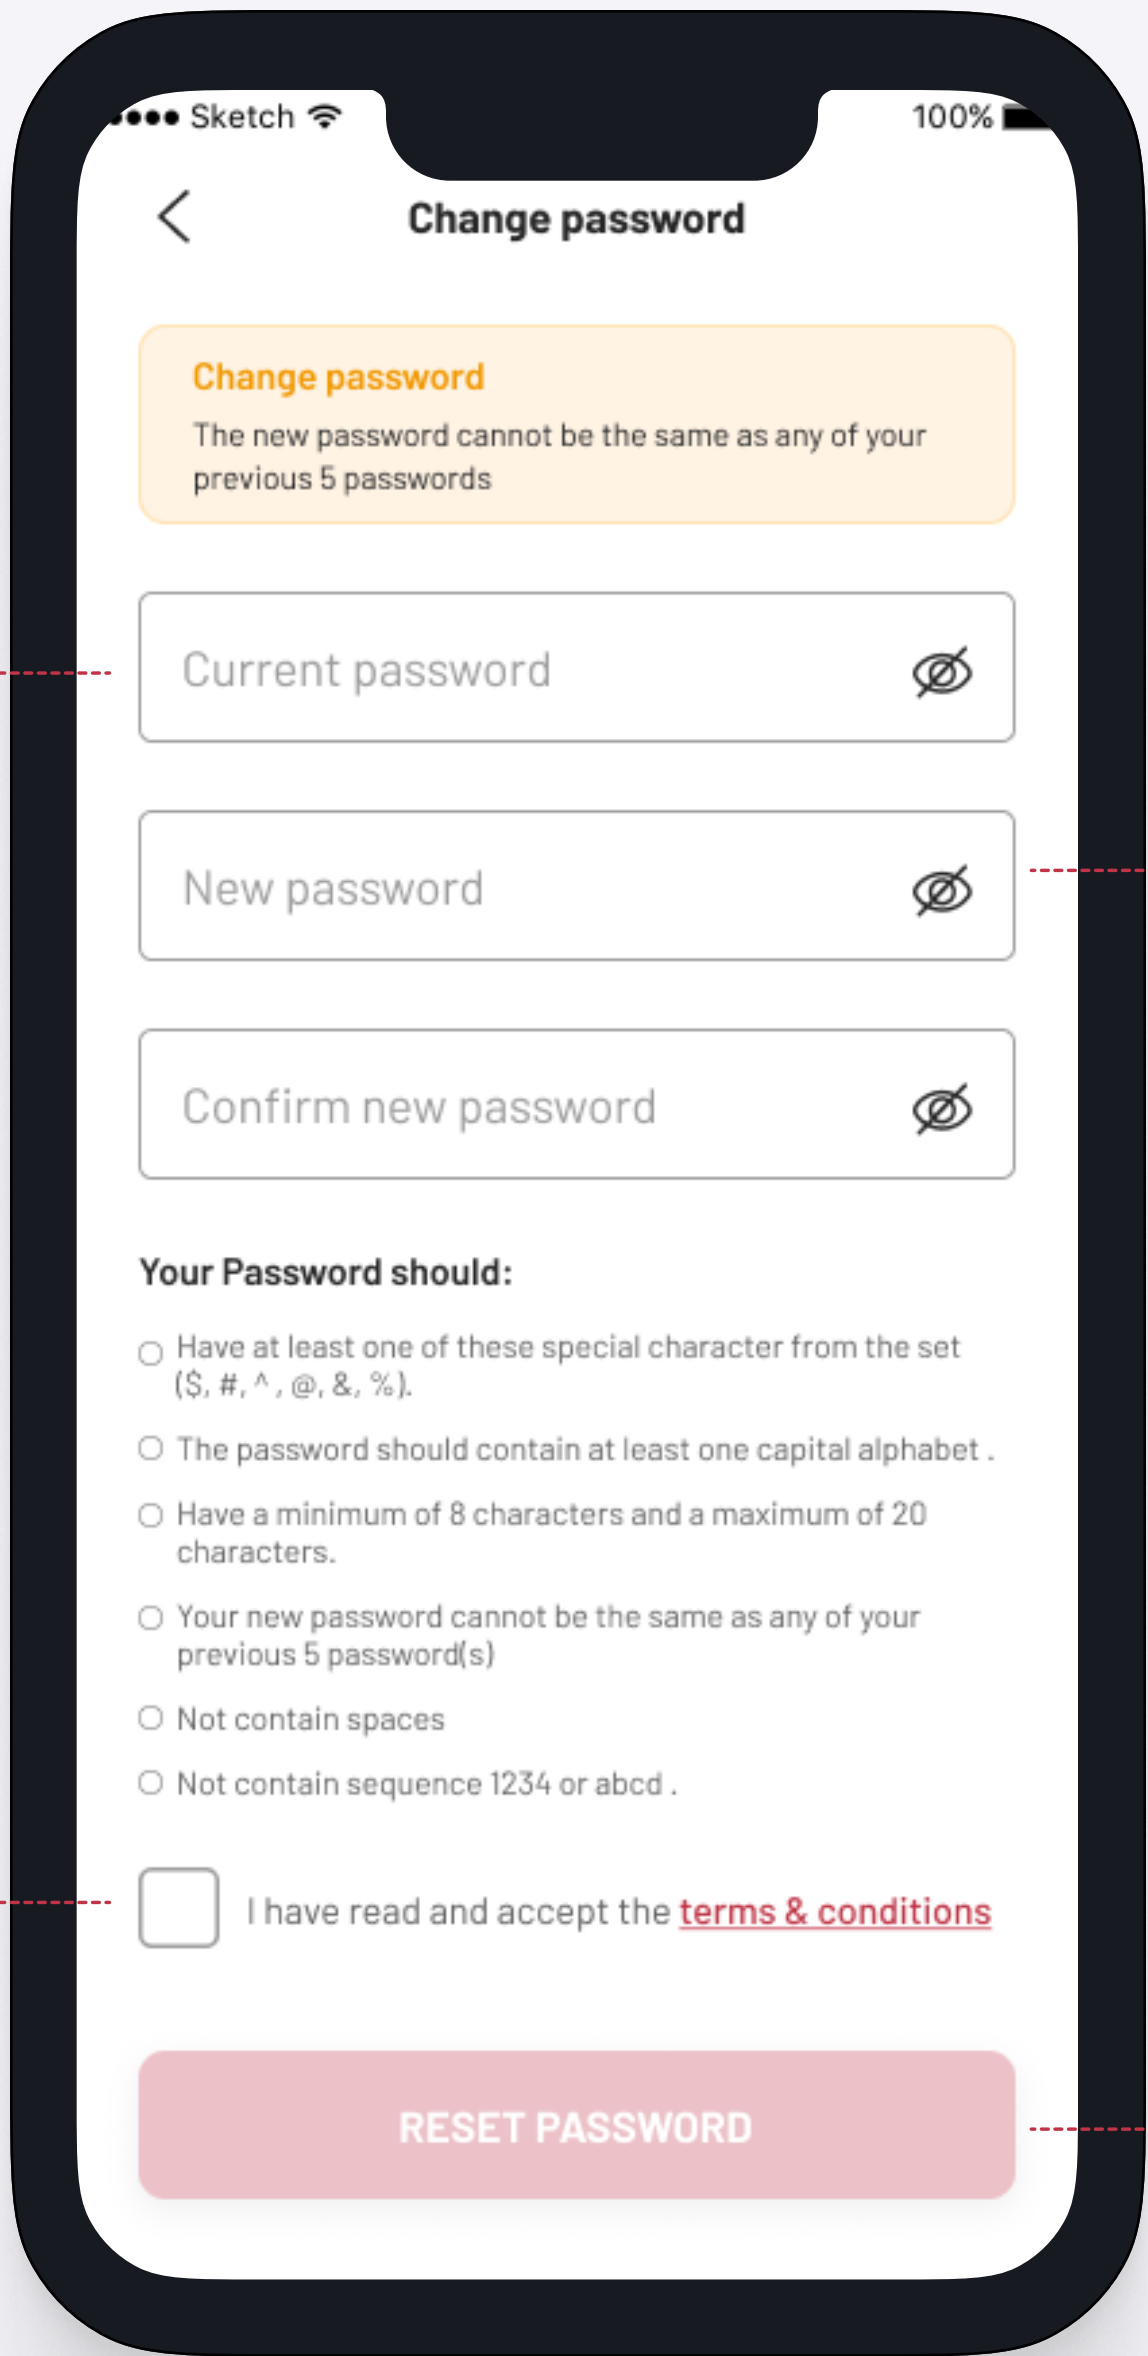 Sketch
100%
Change password
Change password
The new password cannot be the same as any of your
previous 5 passwords
Current password
New password
Confirm new password
Your Password should:
Have at least one of these special character from the set
($, #, ^ , @, &, %).
The password should contain at least one capital alphabet .
Have a minimum of 8 characters and a maximum of 20
characters.
Your new password cannot be the same as any of your
previous 5 password(s)
Not contain spaces
Not contain sequence 1234 or abcd .
I have read and accept the terms & conditions
RESET PASSWORD